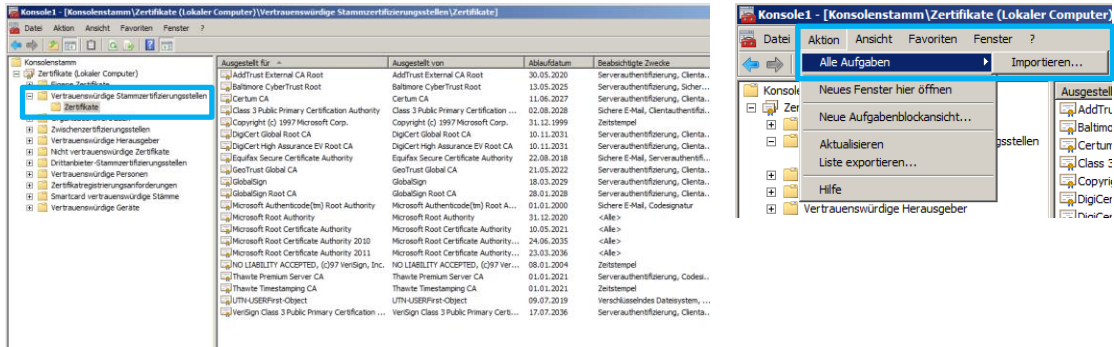 Konsole1 - [Konsolenstamm\Zertifikate (Lokaler Computer)\Vertrauenswürdige Stammzertifizierungsstellen\Zertifikate]
Datei Aktion Ansicht Favoriten Fenster ?
Konsolenstamm
Zertifikate (Lokaler Computer)
Eigene Zertifikate
Vertrauenswürdige Stammzertifizierungsstellen
Zertifikate
Zwischenzertifizierungsstellen
Vertrauenswürdige Herausgeber
Nicht vertrauenswürdige Zertifikate
Drittanbieter-Stammzertifizierungsstellen
Vertrauenswürdige Personen
Zertifikatregistrierungsanforderungen
Smartcard vertrauenswürdige Stämme
Vertrauenswürdige Geräte
Ausgestellt für Ausgestellt von Ablaufdatum Beabsichtigte Zwecke
AddTrust External CA Root AddTrust External CA Root 30.05.2020 Serverauthentifizierung, Clienta...
Baltimore CyberTrust Root Baltimore CyberTrust Root 13.05.2025 Serverauthentifizierung, Sicher...
Certum CA Certum CA 11.06.2027 Serverauthentifizierung, Clienta...
Class 3 Public Primary Certification Authority Class 3 Public Primary Certification ... 02.08.2028 Sichere E-Mail, Clientauthentifizi...
Copyright (c) 1997 Microsoft Corp. Copyright (c) 1997 Microsoft Corp. 31.12.1999 Zeitstempel
DigiCert Global Root CA DigiCert Global Root CA 10.11.2031 Serverauthentifizierung, Clienta...
DigiCert High Assurance EV Root CA DigiCert High Assurance EV Root CA 10.11.2031 Serverauthentifizierung, Clienta...
Equifax Secure Certificate Authority Equifax Secure Certificate Authority 22.08.2018 Sichere E-Mail, Serverauthentifi...
GeoTrust Global CA GeoTrust Global CA 21.05.2022 Serverauthentifizierung, Clienta...
GlobalSign GlobalSign 18.03.2029 Serverauthentifizierung, Clienta...
GlobalSign Root CA GlobalSign Root CA 28.01.2028 Serverauthentifizierung, Clienta...
Microsoft Authenticode(tm) Root Authority Microsoft Authenticode(tm) Root A... 01.01.2000 Sichere E-Mail, Codesignatur
Microsoft Root Authority Microsoft Root Authority 31.12.2020 <Alle>
Microsoft Root Certificate Authority Microsoft Root Certificate Authority 10.05.2021 <Alle>
Microsoft Root Certificate Authority 2010 Microsoft Root Certificate Authority... 24.06.2035 <Alle>
Microsoft Root Certificate Authority 2011 Microsoft Root Certificate Authority... 23.03.2036 <Alle>
NO LIABILITY ACCEPTED, (c)97 VeriSign, Inc. NO LIABILITY ACCEPTED, (c)97 Ver... 08.01.2004 Zeitstempel
Thawte Premium Server CA Thawte Premium Server CA 01.01.2021 Serverauthentifizierung, Codesi...
Thawte Timestamping CA Thawte Timestamping CA 01.01.2021 Zeitstempel
UTN-USERFirst-Object UTN-USERFirst-Object 09.07.2019 Verschlüsselndes Dateisystem, ...
VeriSign Class 3 Public Primary Certification ... VeriSign Class 3 Public Primary Certi... 17.07.2036 Serverauthentifizierung, Clienta...
Konsole1 - [Konsolenstamm\Zertifikate (Lokaler Computer)
Datei Aktion Ansicht Favoriten Fenster ?
Alle Aufgaben Importieren...
Neues Fenster hier öffnen
Neue Aufgabenblockansicht...
Aktualisieren
Liste exportieren...
Hilfe
Vertrauenswürdige Herausgeber
Konsole
Zer
gsstellen
Ausgestell
AddTru
Baltimo
Certum
Class 3
Copyrig
DigiCer
DigiCer